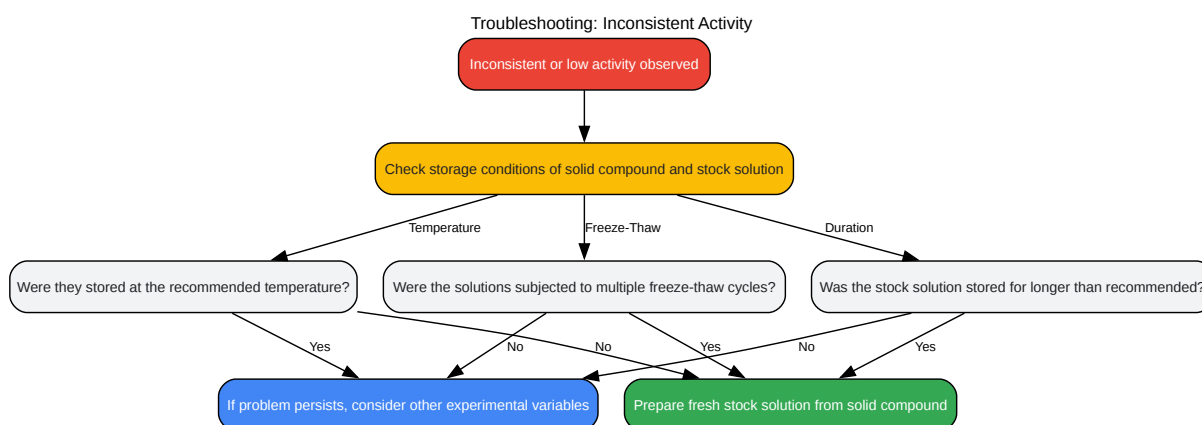 Troubleshooting: Inconsistent Activity
Inconsistent or low activity observed
Check storage conditions of solid compound and stock solution
Temperature
Freeze-Thaw
Duration
Were they stored at the recommended temperature?
Were the solutions subjected to multiple freeze-thaw cycles?
Was the stock solution stored for longer than recommended?
Yes
No
No
Yes
No
Yes
If problem persists, consider other experimental variables
Prepare fresh stock solution from solid compound